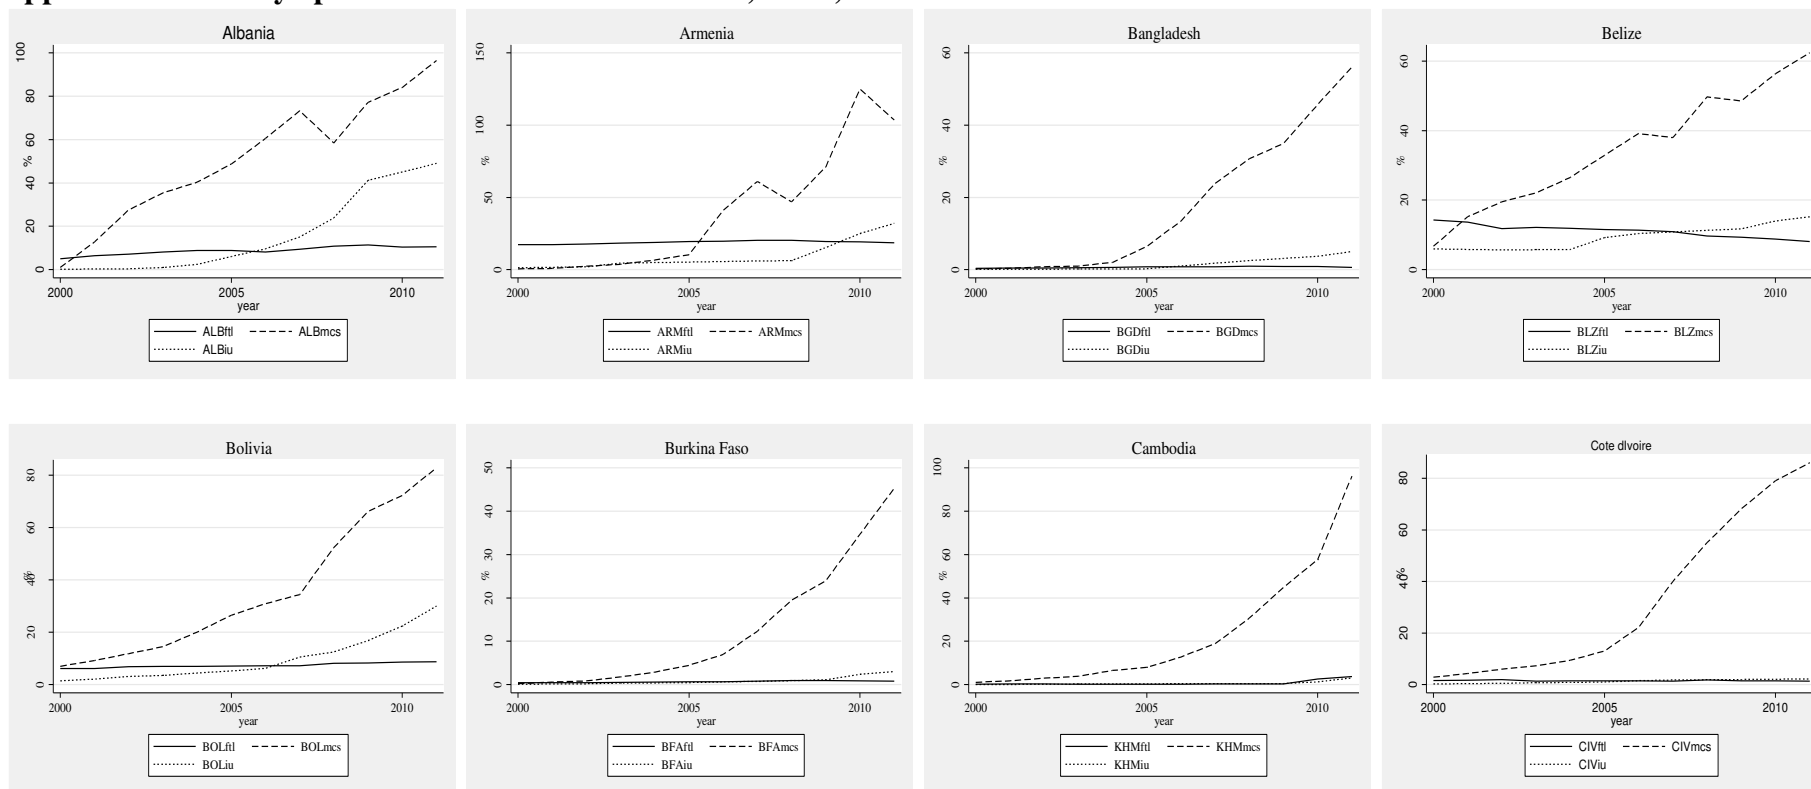 Albania
100
80
60
%
40
20
0
2000
2005
2010
year
ALBftl
ALBmcs
ALBiu
Armenia
150
100
%
50
0
2000
2005
2010
year
ARMftl
ARMmcs
ARMiu
Bangladesh
60
40
%
20
0
2000
2005
2010
year
BGDftl
BGDmcs
BGDiu
Belize
60
40
%
20
0
2000
2005
2010
year
BLZftl
BLZmcs
BLZiu
Bolivia
80
60
%
40
20
0
2000
2005
2010
year
BOLftl
BOLmcs
BOLiu
Burkina Faso
50
40
30
%
20
10
0
2000
2005
2010
year
BFAftl
BFAmcs
BFAiu
Cambodia
100
80
60
%
40
20
0
2000
2005
2010
year
KHMftl
KHMmcs
KHMiu
Cote dIvoire
80
60
%
40
20
0
2000
2005
2010
year
CIVftl
CIVmcs
CIViu